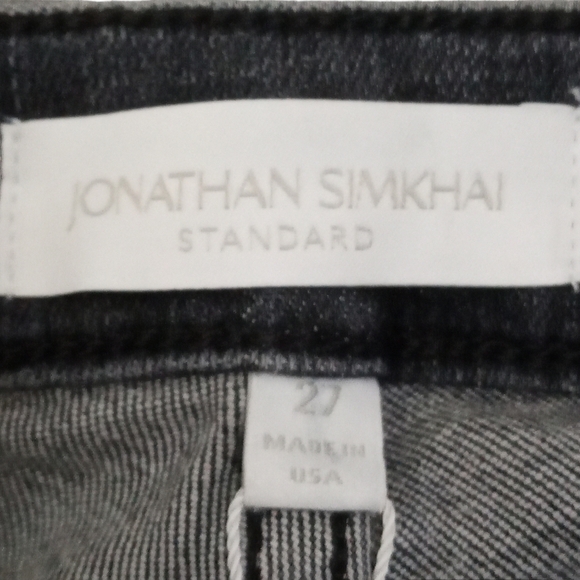 JONATHAN SIMKHAI
STANDARD
27
MADE IN
USA